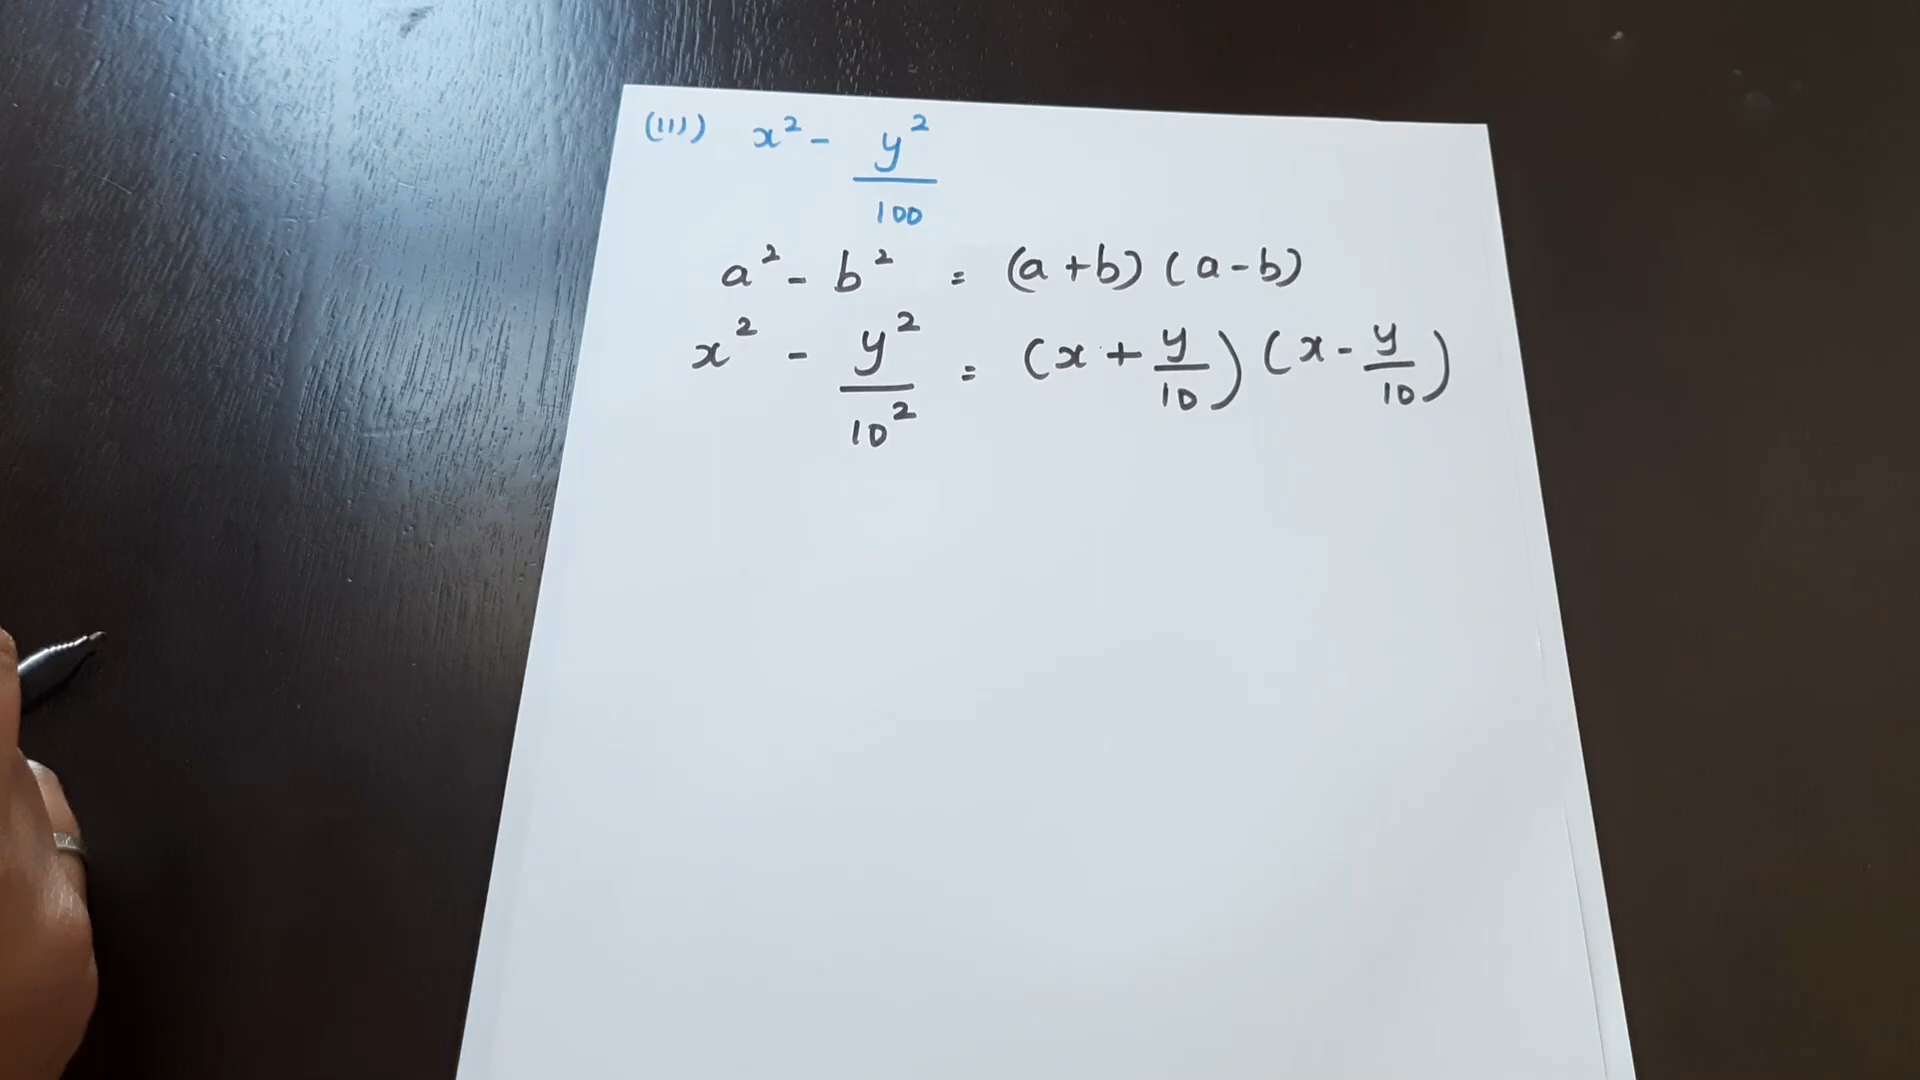 (III) x² - y²/100
a² - b² = (a+b) (a-b)
x² - y²/10² = (x + y/10) (x - y/10)